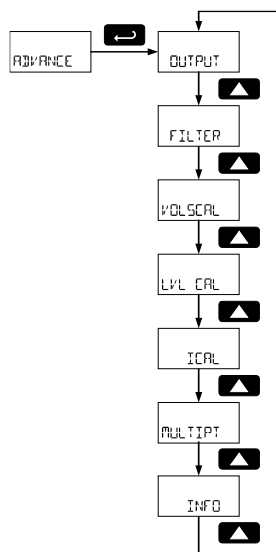 ADVANCE
OUTPUT
FILTER
VOLSCAL
LVL CAL
ICAL
MULTIPT
INFO